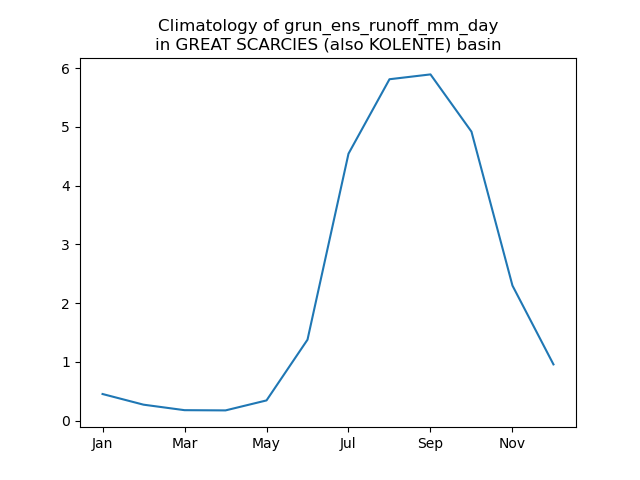 Climatology of grun_ens_runoff_mm_day
in GREAT SCARCIES (also KOLENTE) basin
6
5
4
3
2
1
0
Jan Mar May Jul Sep Nov